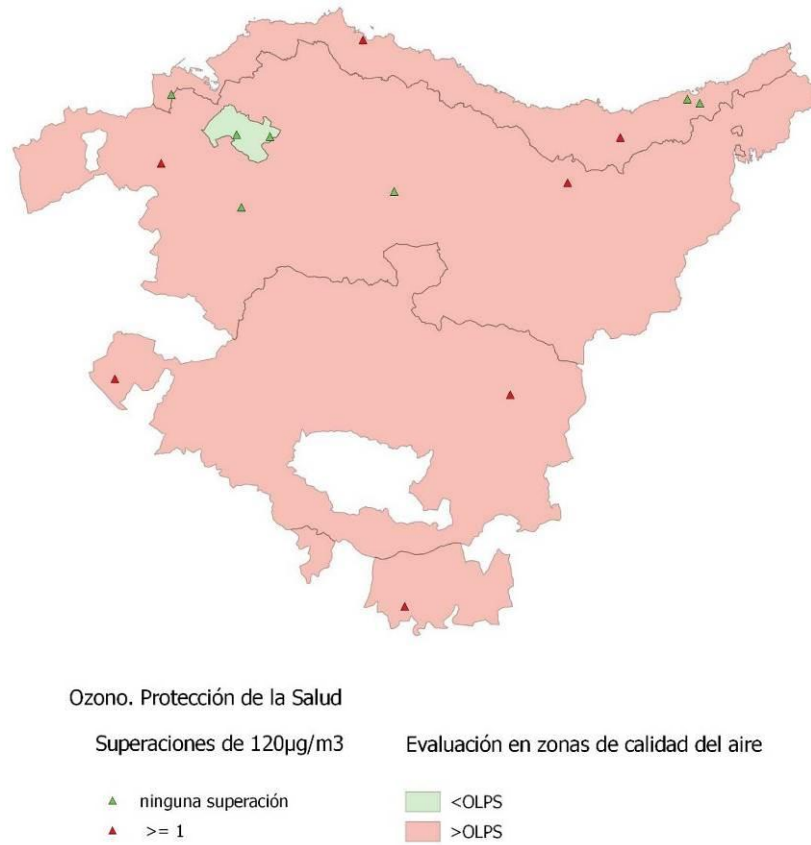 Ozono. Protección de la Salud
Superaciones de 120µg/m3
ninguna superación
>= 1
Evaluación en zonas de calidad del aire
<OLPS
>OLPS